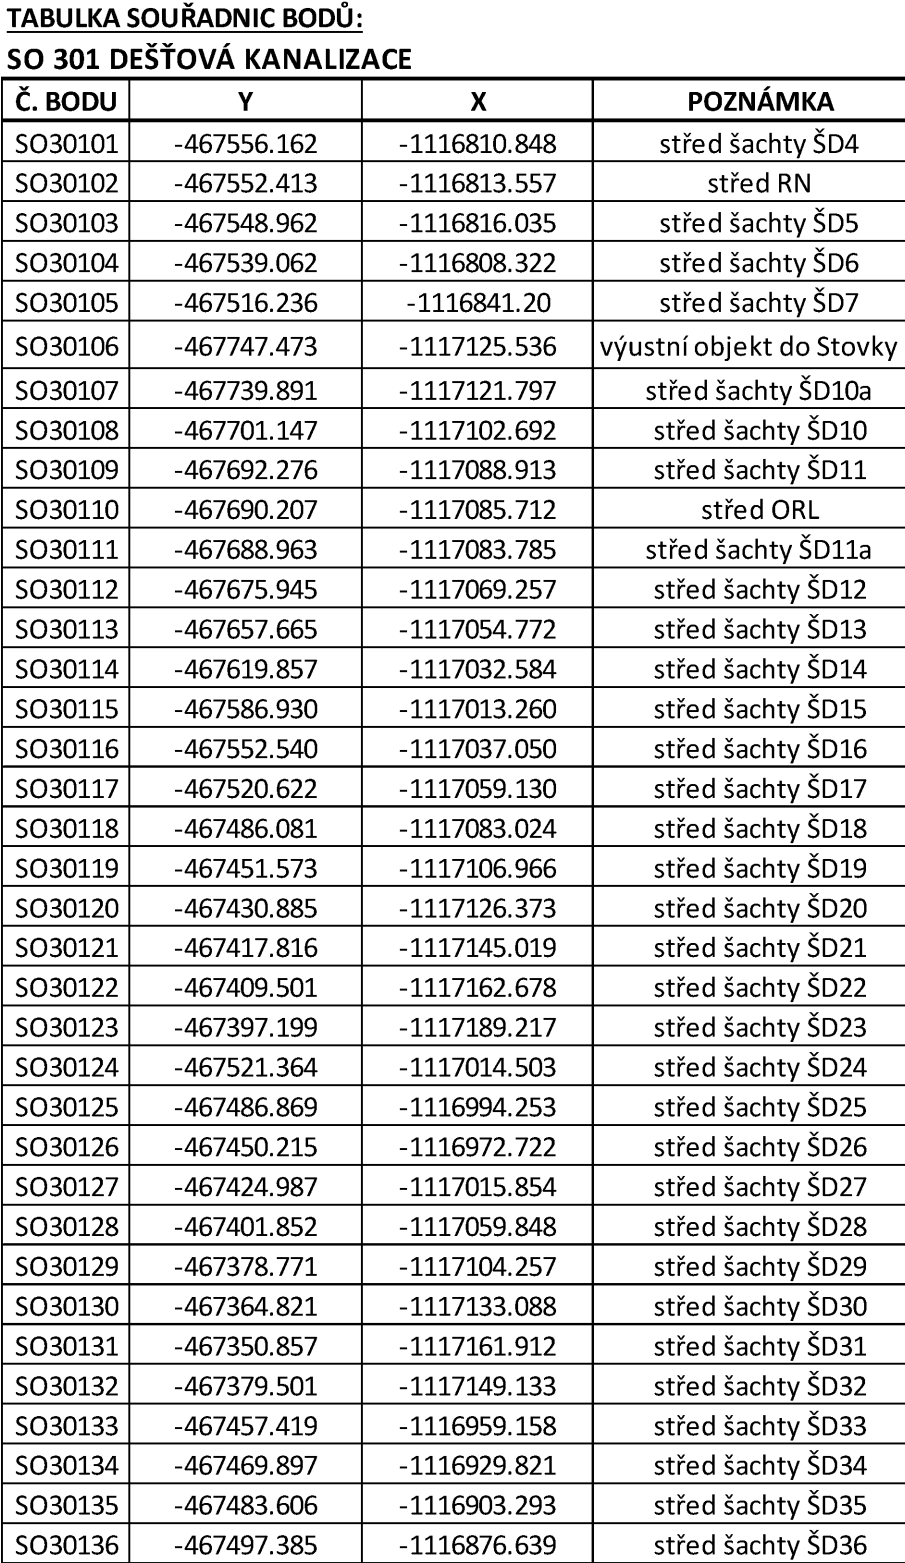 TABULKA SOUŘADNIC BODŮ:
SO 301 DEŠŤOVÁ KANALIZACE
Č. BODU Y X POZNÁMKA
SO30101 -467556.162 -1116810.848 střed šachty ŠD4
SO30102 -467552.413 -1116813.557 střed RN
SO30103 -467548.962 -1116816.035 střed šachty ŠD5
SO30104 -467539.062 -1116808.322 střed šachty ŠD6
SO30105 -467516.236 -1116841.20 střed šachty ŠD7
SO30106 -467747.473 -1117125.536 výustní objekt do Stovky
SO30107 -467739.891 -1117121.797 střed šachty ŠD10a
SO30108 -467701.147 -1117102.692 střed šachty ŠD10
SO30109 -467692.276 -1117088.913 střed šachty ŠD11
SO30110 -467690.207 -1117085.712 střed ORL
SO30111 -467688.963 -1117083.785 střed šachty ŠD11a
SO30112 -467675.945 -1117069.257 střed šachty ŠD12
SO30113 -467657.665 -1117054.772 střed šachty ŠD13
SO30114 -467619.857 -1117032.584 střed šachty ŠD14
SO30115 -467586.930 -1117013.260 střed šachty ŠD15
SO30116 -467552.540 -1117037.050 střed šachty ŠD16
SO30117 -467520.622 -1117059.130 střed šachty ŠD17
SO30118 -467486.081 -1117083.024 střed šachty ŠD18
SO30119 -467451.573 -1117106.966 střed šachty ŠD19
SO30120 -467430.885 -1117126.373 střed šachty ŠD20
SO30121 -467417.816 -1117145.019 střed šachty ŠD21
SO30122 -467409.501 -1117162.678 střed šachty ŠD22
SO30123 -467397.199 -1117189.217 střed šachty ŠD23
SO30124 -467521.364 -1117014.503 střed šachty ŠD24
SO30125 -467486.869 -1116994.253 střed šachty ŠD25
SO30126 -467450.215 -1116972.722 střed šachty ŠD26
SO30127 -467424.987 -1117015.854 střed šachty ŠD27
SO30128 -467401.852 -1117059.848 střed šachty ŠD28
SO30129 -467378.771 -1117104.257 střed šachty ŠD29
SO30130 -467364.821 -1117133.088 střed šachty ŠD30
SO30131 -467350.857 -1117161.912 střed šachty ŠD31
SO30132 -467379.501 -1117149.133 střed šachty ŠD32
SO30133 -467457.419 -1116959.158 střed šachty ŠD33
SO30134 -467469.897 -1116929.821 střed šachty ŠD34
SO30135 -467483.606 -1116903.293 střed šachty ŠD35
SO30136 -467497.385 -1116876.639 střed šachty ŠD36